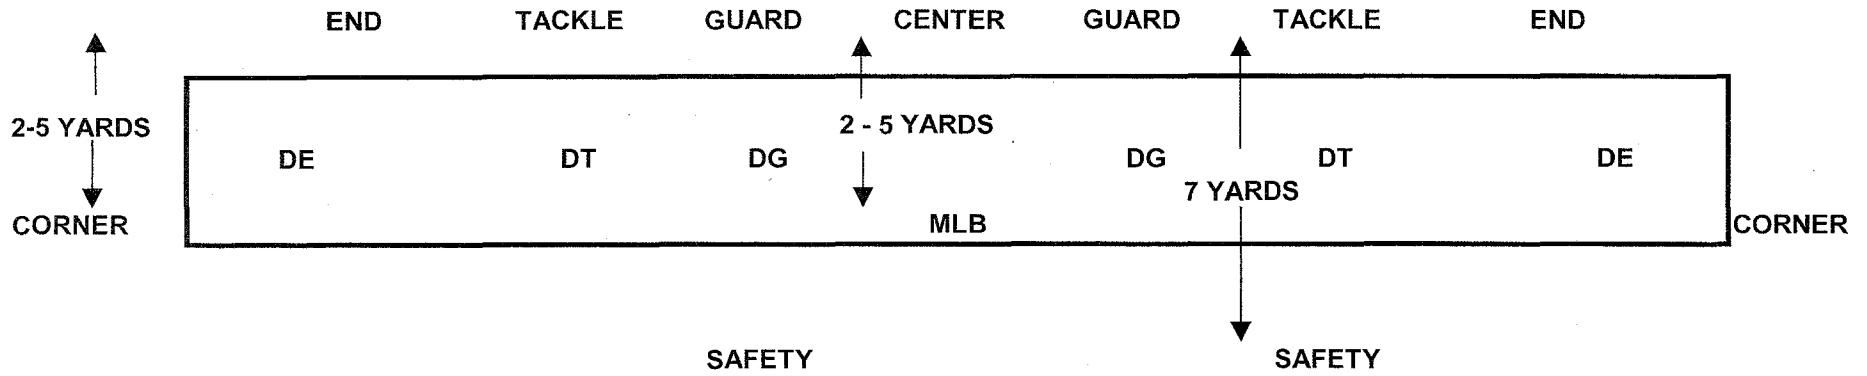 END TACKLE GUARD CENTER GUARD TACKLE END
2-5 YARDS 2 - 5 YARDS
DE DT DG DG DT DE
7 YARDS
CORNER MLB CORNER
SAFETY SAFETY